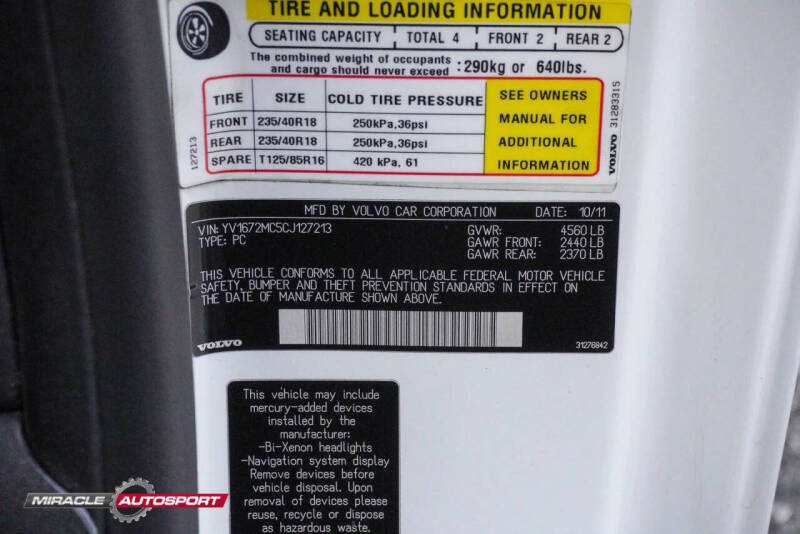 TIRE AND LOADING INFORMATION
SEATING CAPACITY TOTAL 4 FRONT 2 REAR 2
The combined weight of occupants
and cargo should never exceed :290kg or 640lbs.
TIRE SIZE COLD TIRE PRESSURE
FRONT 235/40R18 250kPa,36psi
REAR 235/40R18 250kPa,36psi
SPARE T125/85R16 420 kPa, 61
SEE OWNERS
MANUAL FOR
ADDITIONAL
INFORMATION
127213
VOLVO 31283315
MFD BY VOLVO CAR CORPORATION DATE: 10/11
VIN: YV1672MC5CJ127213 GVWR: 4560 LB
TYPE: PC GAWR FRONT: 2440 LB
GAWR REAR: 2370 LB
THIS VEHICLE CONFORMS TO ALL APPLICABLE FEDERAL MOTOR VEHICLE
SAFETY, BUMPER AND THEFT PREVENTION STANDARDS IN EFFECT ON
THE DATE OF MANUFACTURE SHOWN ABOVE.
VOLVO 31276842
This vehicle may include
mercury-added devices
installed by the
manufacturer:
-Bi-Xenon headlights
-Navigation system display
Remove devices before
vehicle disposal. Upon
removal of devices please
reuse, recycle or dispose
as hazardous waste.
MIRACLE AUTOSPORT